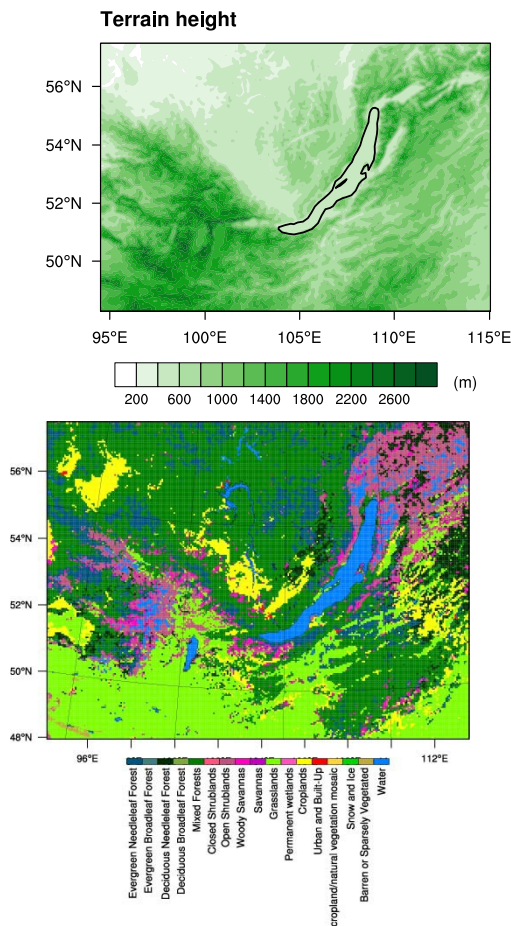 Terrain height
56°N
54°N
52°N
50°N
95°E 100°E 105°E 110°E 115°E
200 600 1000 1400 1800 2200 2600 (m)
56°N
54°N
52°N
50°N
48°N
96°E 112°E
Evergreen Needleleaf Forest
Evergreen Broadleaf Forest
Deciduous Needleleaf Forest
Deciduous Broadleaf Forest
Mixed Forests
Closed Shrublands
Open Shrublands
Woody Savannas
Savannas
Grasslands
Permanent wetlands
Croplands
Urban and Built-Up
cropland/natural vegetation mosaic
Snow and Ice
Barren or Sparsely Vegetated
Water